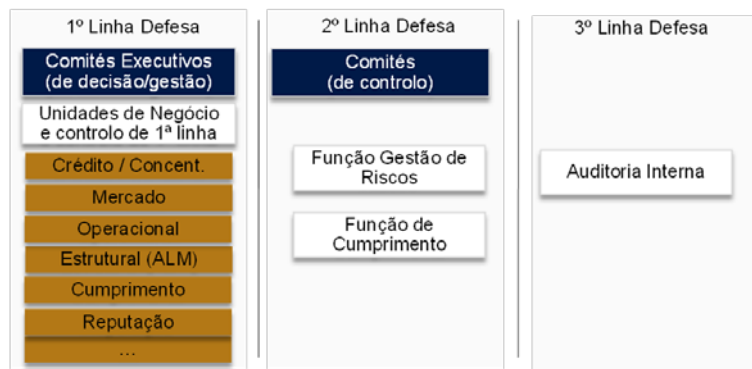 1º Linha Defesa
Comités Executivos
(de decisão/gestão)
Unidades de Negócio
e controlo de 1ª linha
Crédito / Concent.
Mercado
Operacional
Estrutural (ALM)
Cumprimento
Reputação
...
2º Linha Defesa
Comités
(de controlo)
Função Gestão de
Riscos
Função de
Cumprimento
3º Linha Defesa
Auditoria Interna